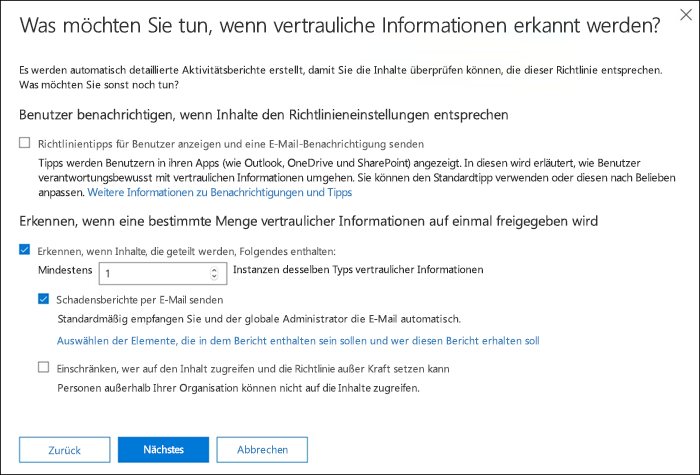 Was möchten Sie tun, wenn vertrauliche Informationen erkannt werden?
Es werden automatisch detaillierte Aktivitätsberichte erstellt, damit Sie die Inhalte überprüfen können, die dieser Richtlinie entsprechen.
Was möchten Sie sonst noch tun?
Benutzer benachrichtigen, wenn Inhalte den Richtlinieneinstellungen entsprechen
Richtlinientipps für Benutzer anzeigen und eine E-Mail-Benachrichtigung senden
Tipps werden Benutzern in ihren Apps (wie Outlook, OneDrive und SharePoint) angezeigt. In diesen wird erläutert, wie Benutzer
verantwortungsbewusst mit vertraulichen Informationen umgehen. Sie können den Standardtipp verwenden oder diesen nach Belieben
anpassen. Weitere Informationen zu Benachrichtigungen und Tipps
Erkennen, wenn eine bestimmte Menge vertraulicher Informationen auf einmal freigegeben wird
Erkennen, wenn Inhalte, die geteilt werden, Folgendes enthalten:
Mindestens 1 Instanzen desselben Typs vertraulicher Informationen
Schadensberichte per E-Mail senden
Standardmäßig empfangen Sie und der globale Administrator die E-Mail automatisch.
Auswählen der Elemente, die in dem Bericht enthalten sein sollen und wer diesen Bericht erhalten soll
Einschränken, wer auf den Inhalt zugreifen und die Richtlinie außer Kraft setzen kann
Personen außerhalb Ihrer Organisation können nicht auf die Inhalte zugreifen.
Zurück Nächstes Abbrechen